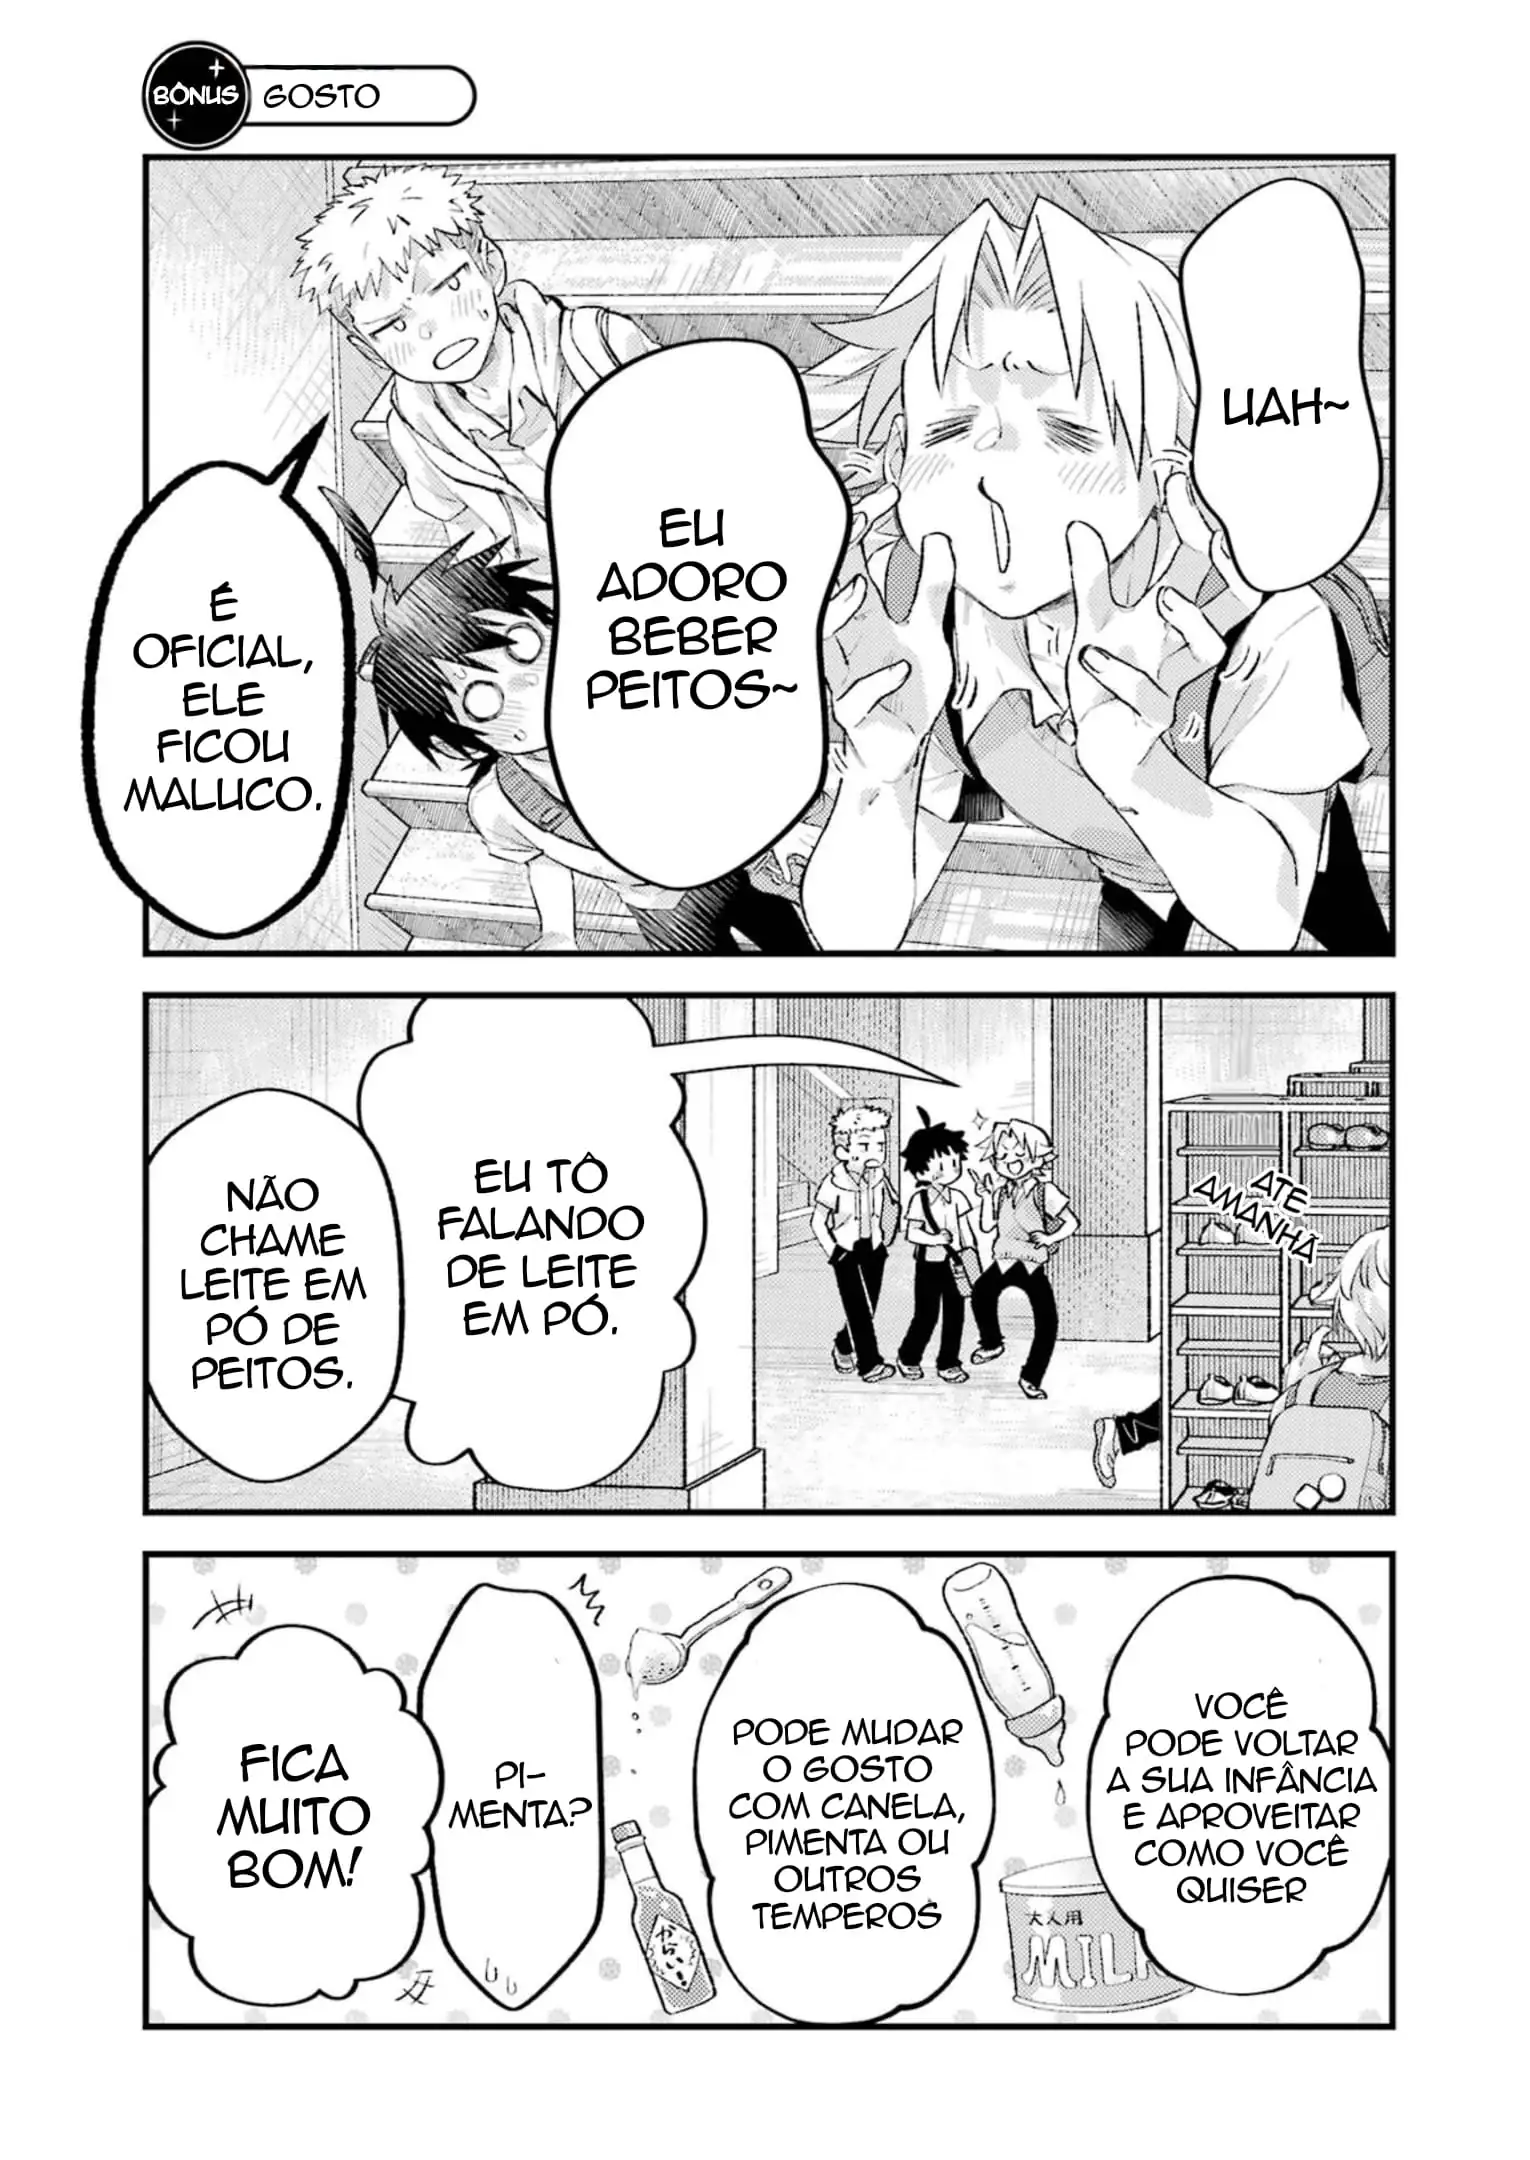 BÔNUS
GOSTO
UAH~
EU
ADORO
BEBER
PEITOS~
É
OFICIAL,
ELE
FICOU
MALUCO.
EU TÔ
FALANDO
DE LEITE
EM PÓ.
NÃO
CHAME
LEITE EM
PÓ DE
PEITOS.
ATE
AMANHÃ
VOCÊ
PODE VOLTAR
A SUA INFÂNCIA
E APROVEITAR
COMO VOCÊ
QUISER
大人用
MILK
PODE MUDAR
O GOSTO
COM CANELA,
PIMENTA OU
OUTROS
TEMPEROS
PI-
MENTA?
からい!
FICA
MUITO
BOM!